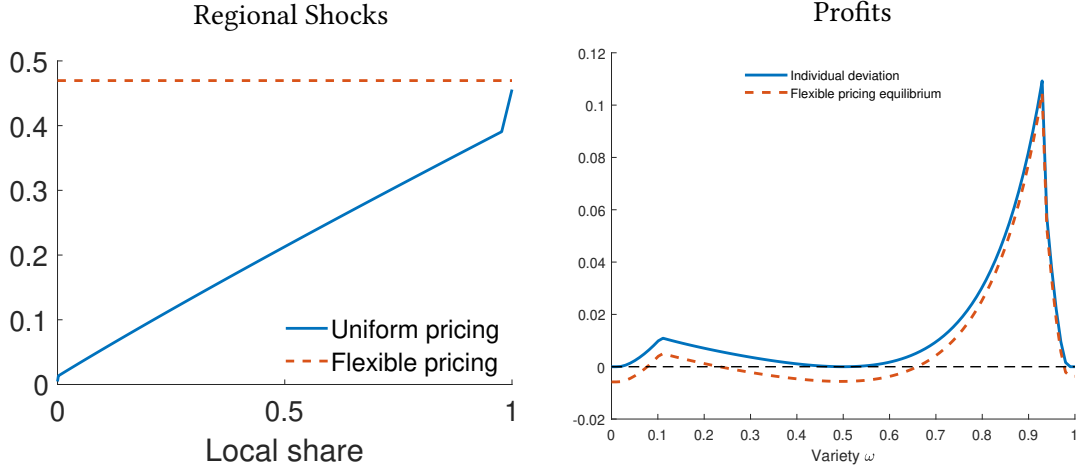 Regional Shocks
0.5
0.4
0.3
0.2
0.1
0
Uniform pricing
Flexible pricing
0
0.5
1
Local share
Profits
0.12
0.1
0.08
0.06
0.04
0.02
0
-0.02
Individual deviation
Flexible pricing equilibrium
0 0.1 0.2 0.3 0.4 0.5 0.6 0.7 0.8 0.9 1
Variety ω